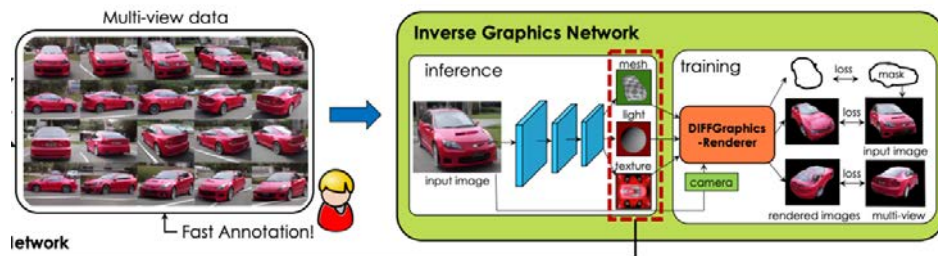 Multi-view data
Fast Annotation!
letwork
Inverse Graphics Network
inference
input image
mesh
light
texture
training
DIFFGraphics
-Renderer
camera
loss
mask
loss
input image
loss
rendered images
multi-view